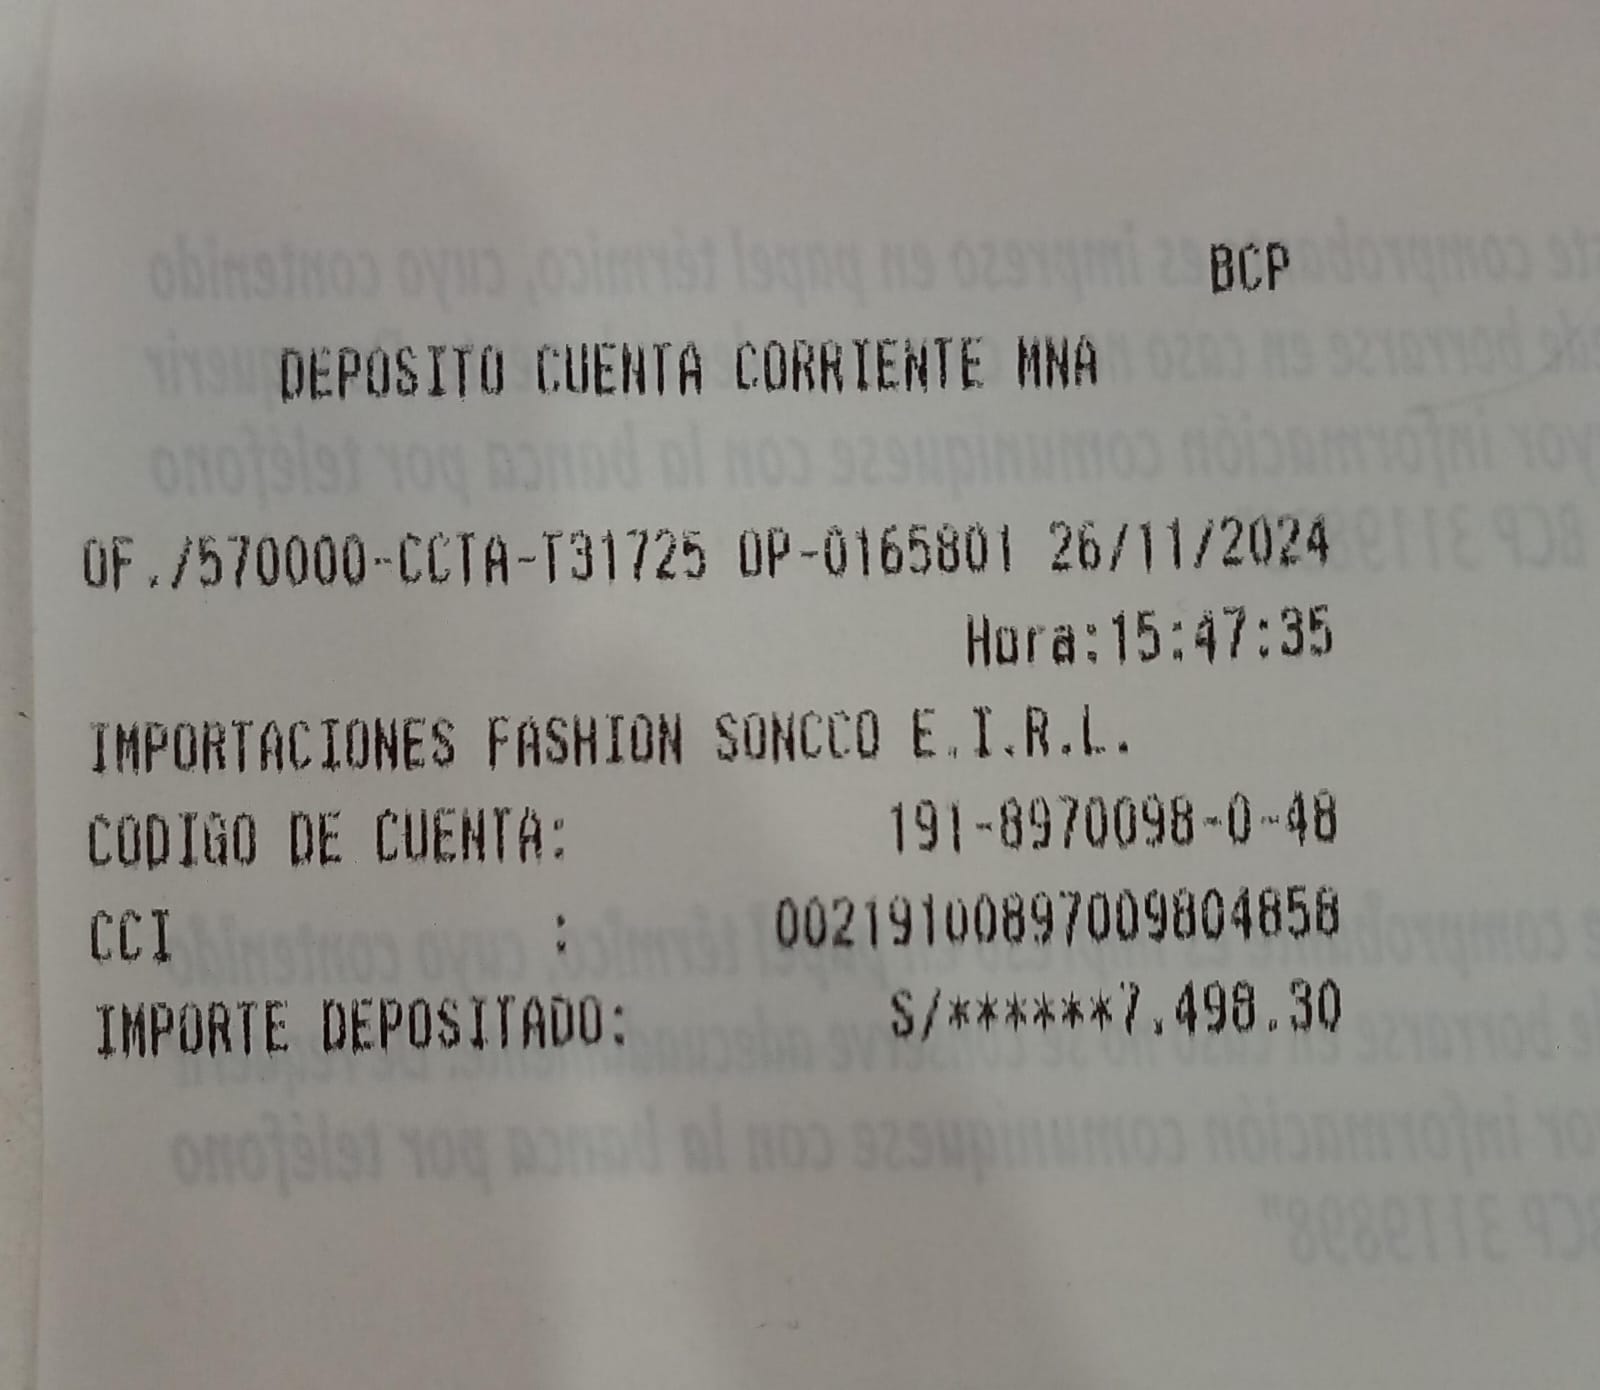 BCP
DEPOSITO CUENTA CORRIENTE MNA
OF./570000-CCTA-T31725 OP-0165801 26/11/2024
Hora:15:47:35
IMPORTACIONES FASHION SONCCO E.I.R.L.
CODIGO DE CUENTA: 191-8970098-0-48
CCI : 00219100897009804858
IMPORTE DEPOSITADO: S/******7.498.30